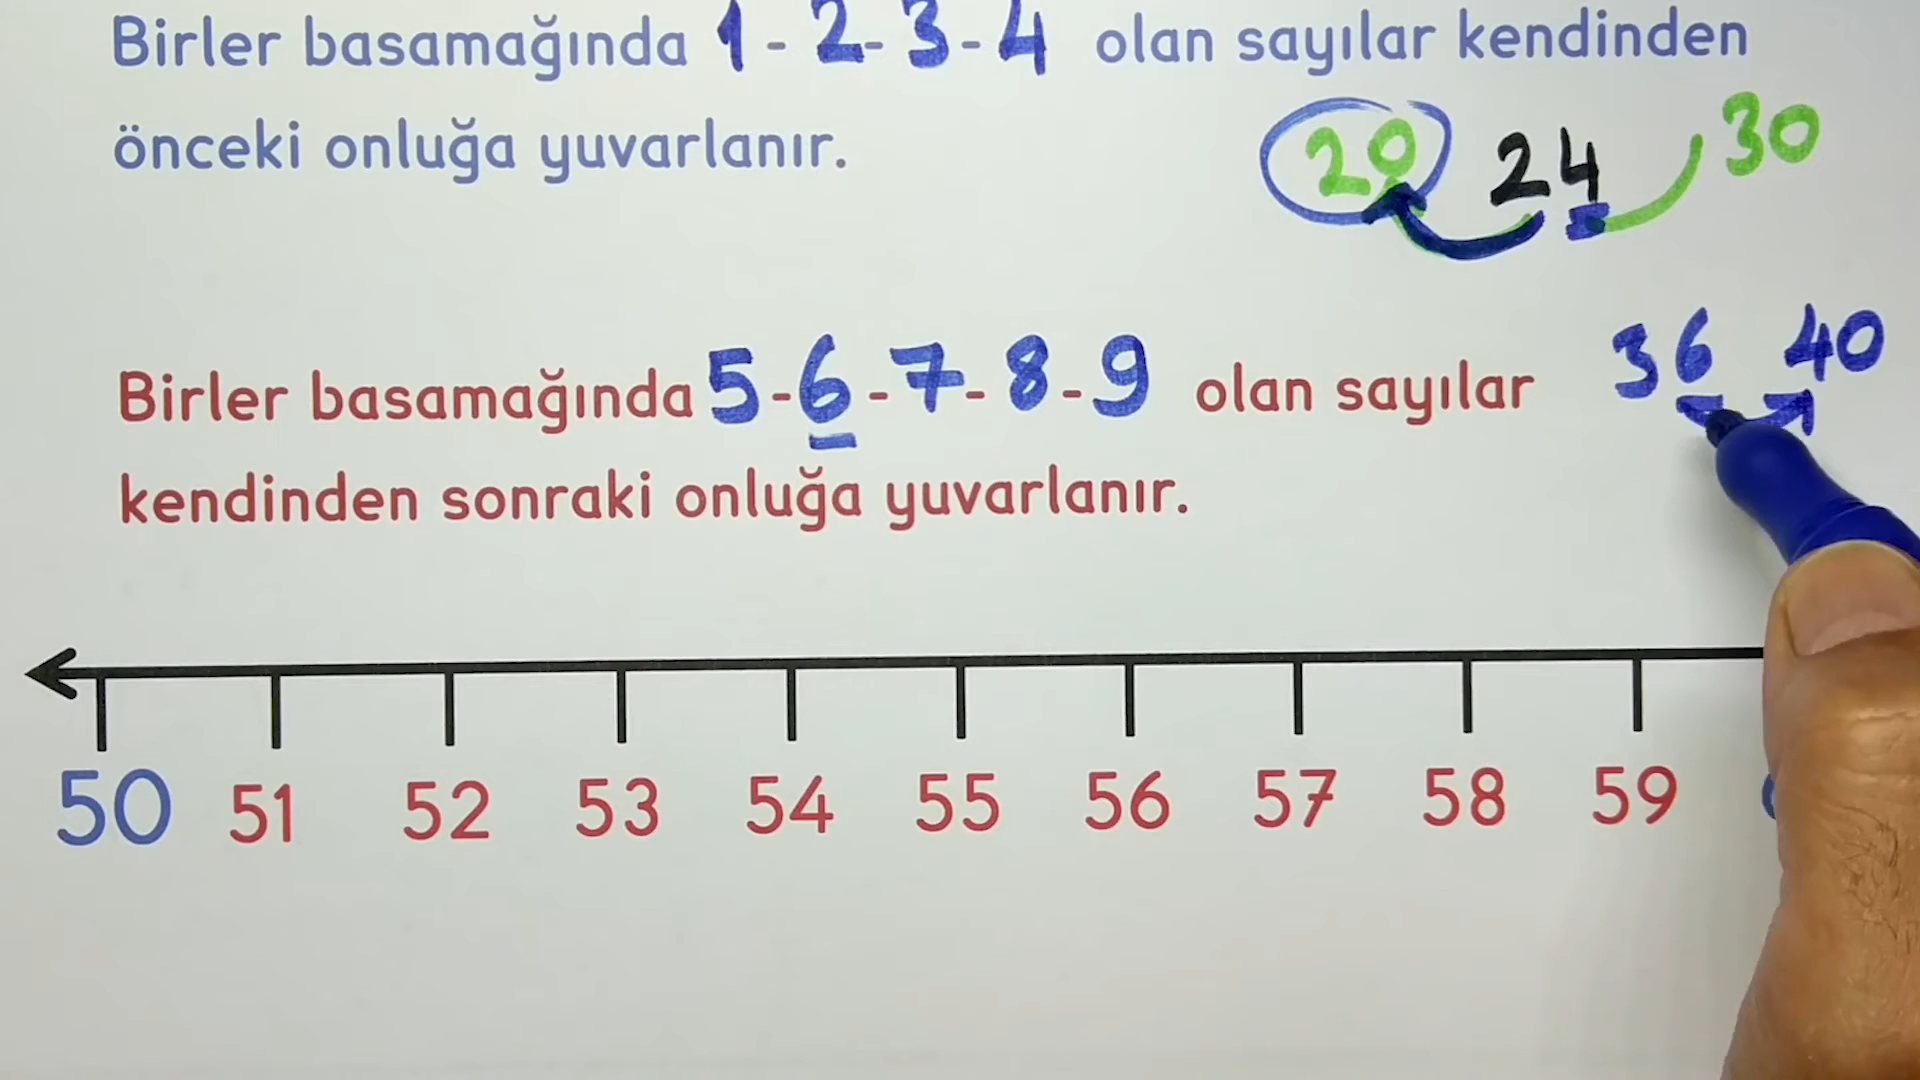 Birler basamağında 1 - 2 - 3 - 4 olan sayılar kendinden
önceki onluğa yuvarlanır.
20 24 30
Birler basamağında 5 - 6 - 7 - 8 - 9 olan sayılar
kendinden sonraki onluğa yuvarlanır.
36 40
50 51 52 53 54 55 56 57 58 59